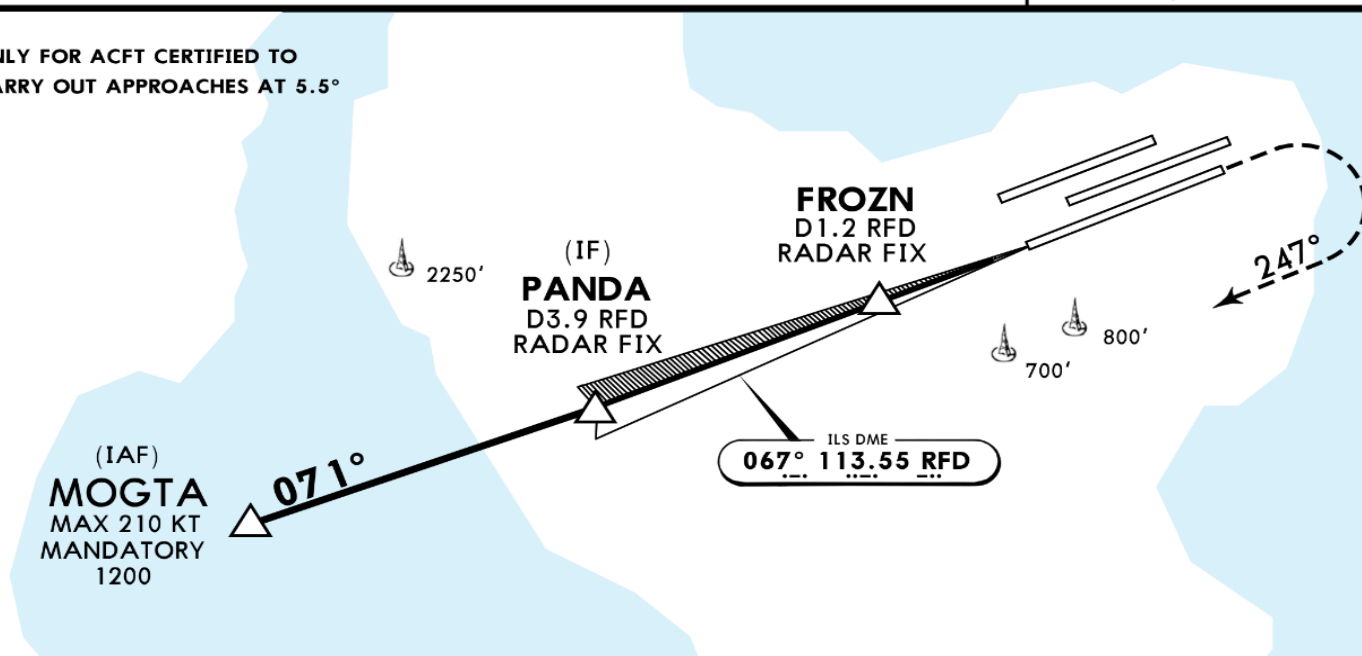 NLY FOR ACFT CERTIFIED TO
ARRY OUT APPROACHES AT 5.5°
FROZN
D1.2 RFD
RADAR FIX
247°
2250'
(IF)
PANDA
D3.9 RFD
RADAR FIX
800'
700'
ILS DME
067° 113.55 RFD
071°
(IAF)
MOGTA
MAX 210 KT
MANDATORY
1200